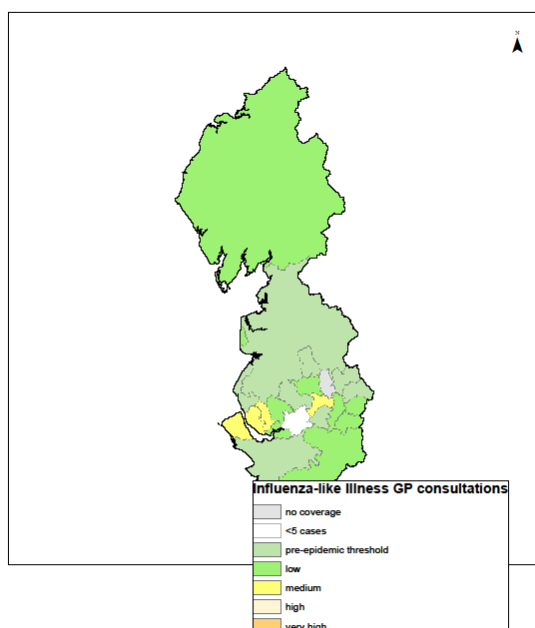 N
Influenza-like Illness GP consultations
no coverage
<5 cases
pre-epidemic threshold
low
medium
high
very high